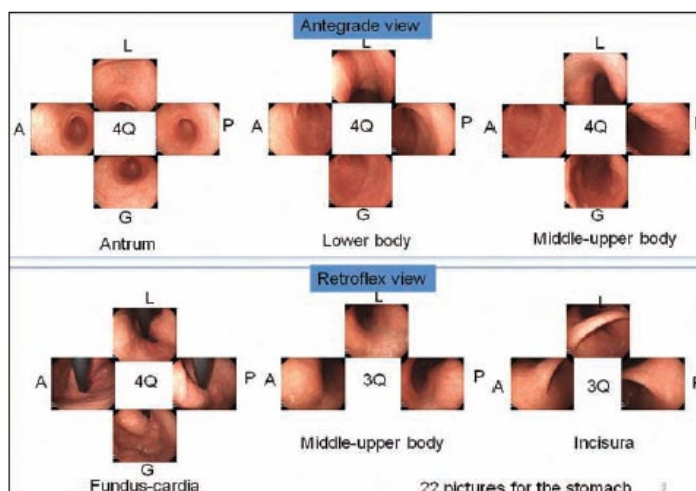 Antegrade view
L L L
A 4Q P A 4Q P A 4Q
G G G
Antrum Lower body Middle-upper body
Retroflex view
L L L
A 4Q P A 3Q P A 3Q P
G
Middle-upper body Incisura
Fundus-cardia 22 pictures for the stomach